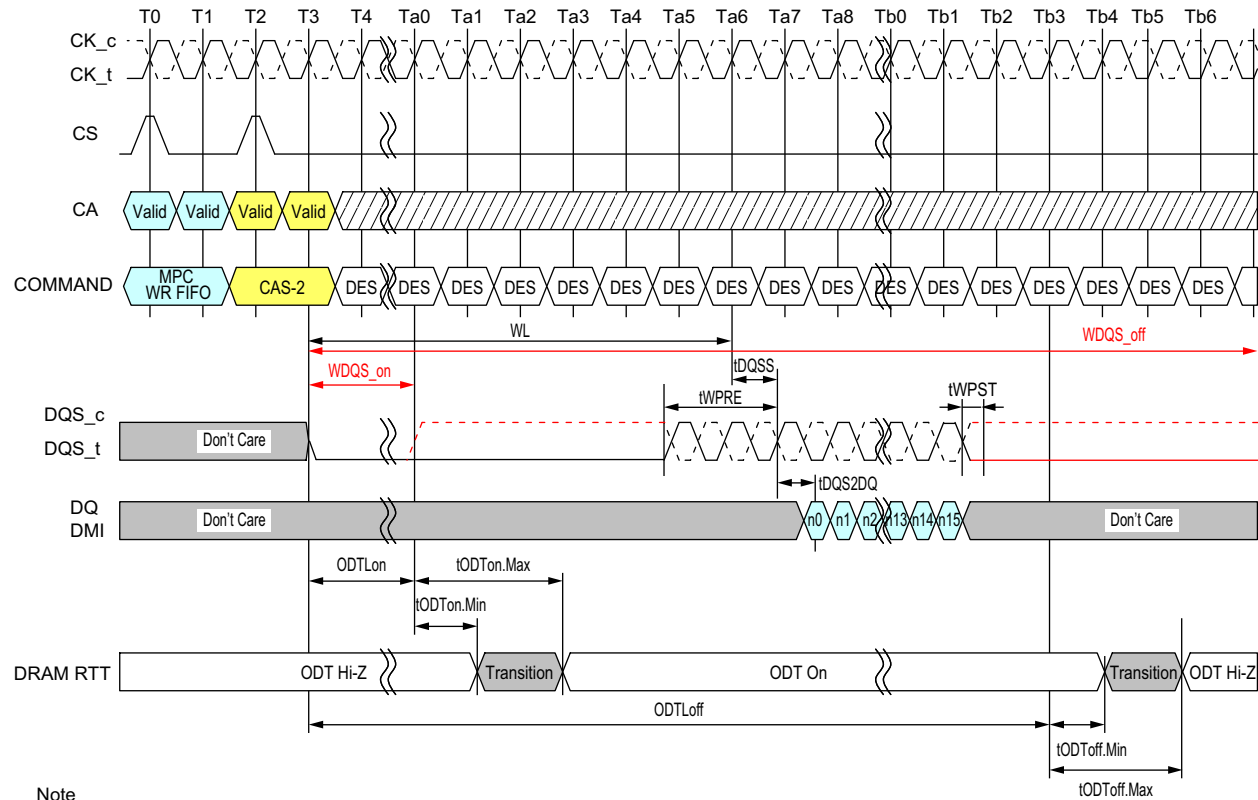 T0 T1 T2 T3 T4 Ta0 Ta1 Ta2 Ta3 Ta4 Ta5 Ta6 Ta7 Ta8 Tb0 Tb1 Tb2 Tb3 Tb4 Tb5 Tb6
CK_c
CK_t
CS
CA Valid Valid Valid Valid
COMMAND MPC WR FIFO CAS-2 DES DES DES DES DES DES DES DES DES DES DES DES DES DES DES DES DES
WL
WDQS_off
WDQS_on
tDQSS
tWPRE
tWPST
DQS_c
DQS_t
Don't Care
tDQS2DQ
DQ
DMI
Don't Care n0 n1 n2 n13 n14 n15 Don't Care
ODTLon
tODTon.Max
tODTon.Min
DRAM RTT ODT Hi-Z Transition ODT On Transition ODT Hi-Z
ODTLoff
tODToff.Min
tODToff.Max
Note